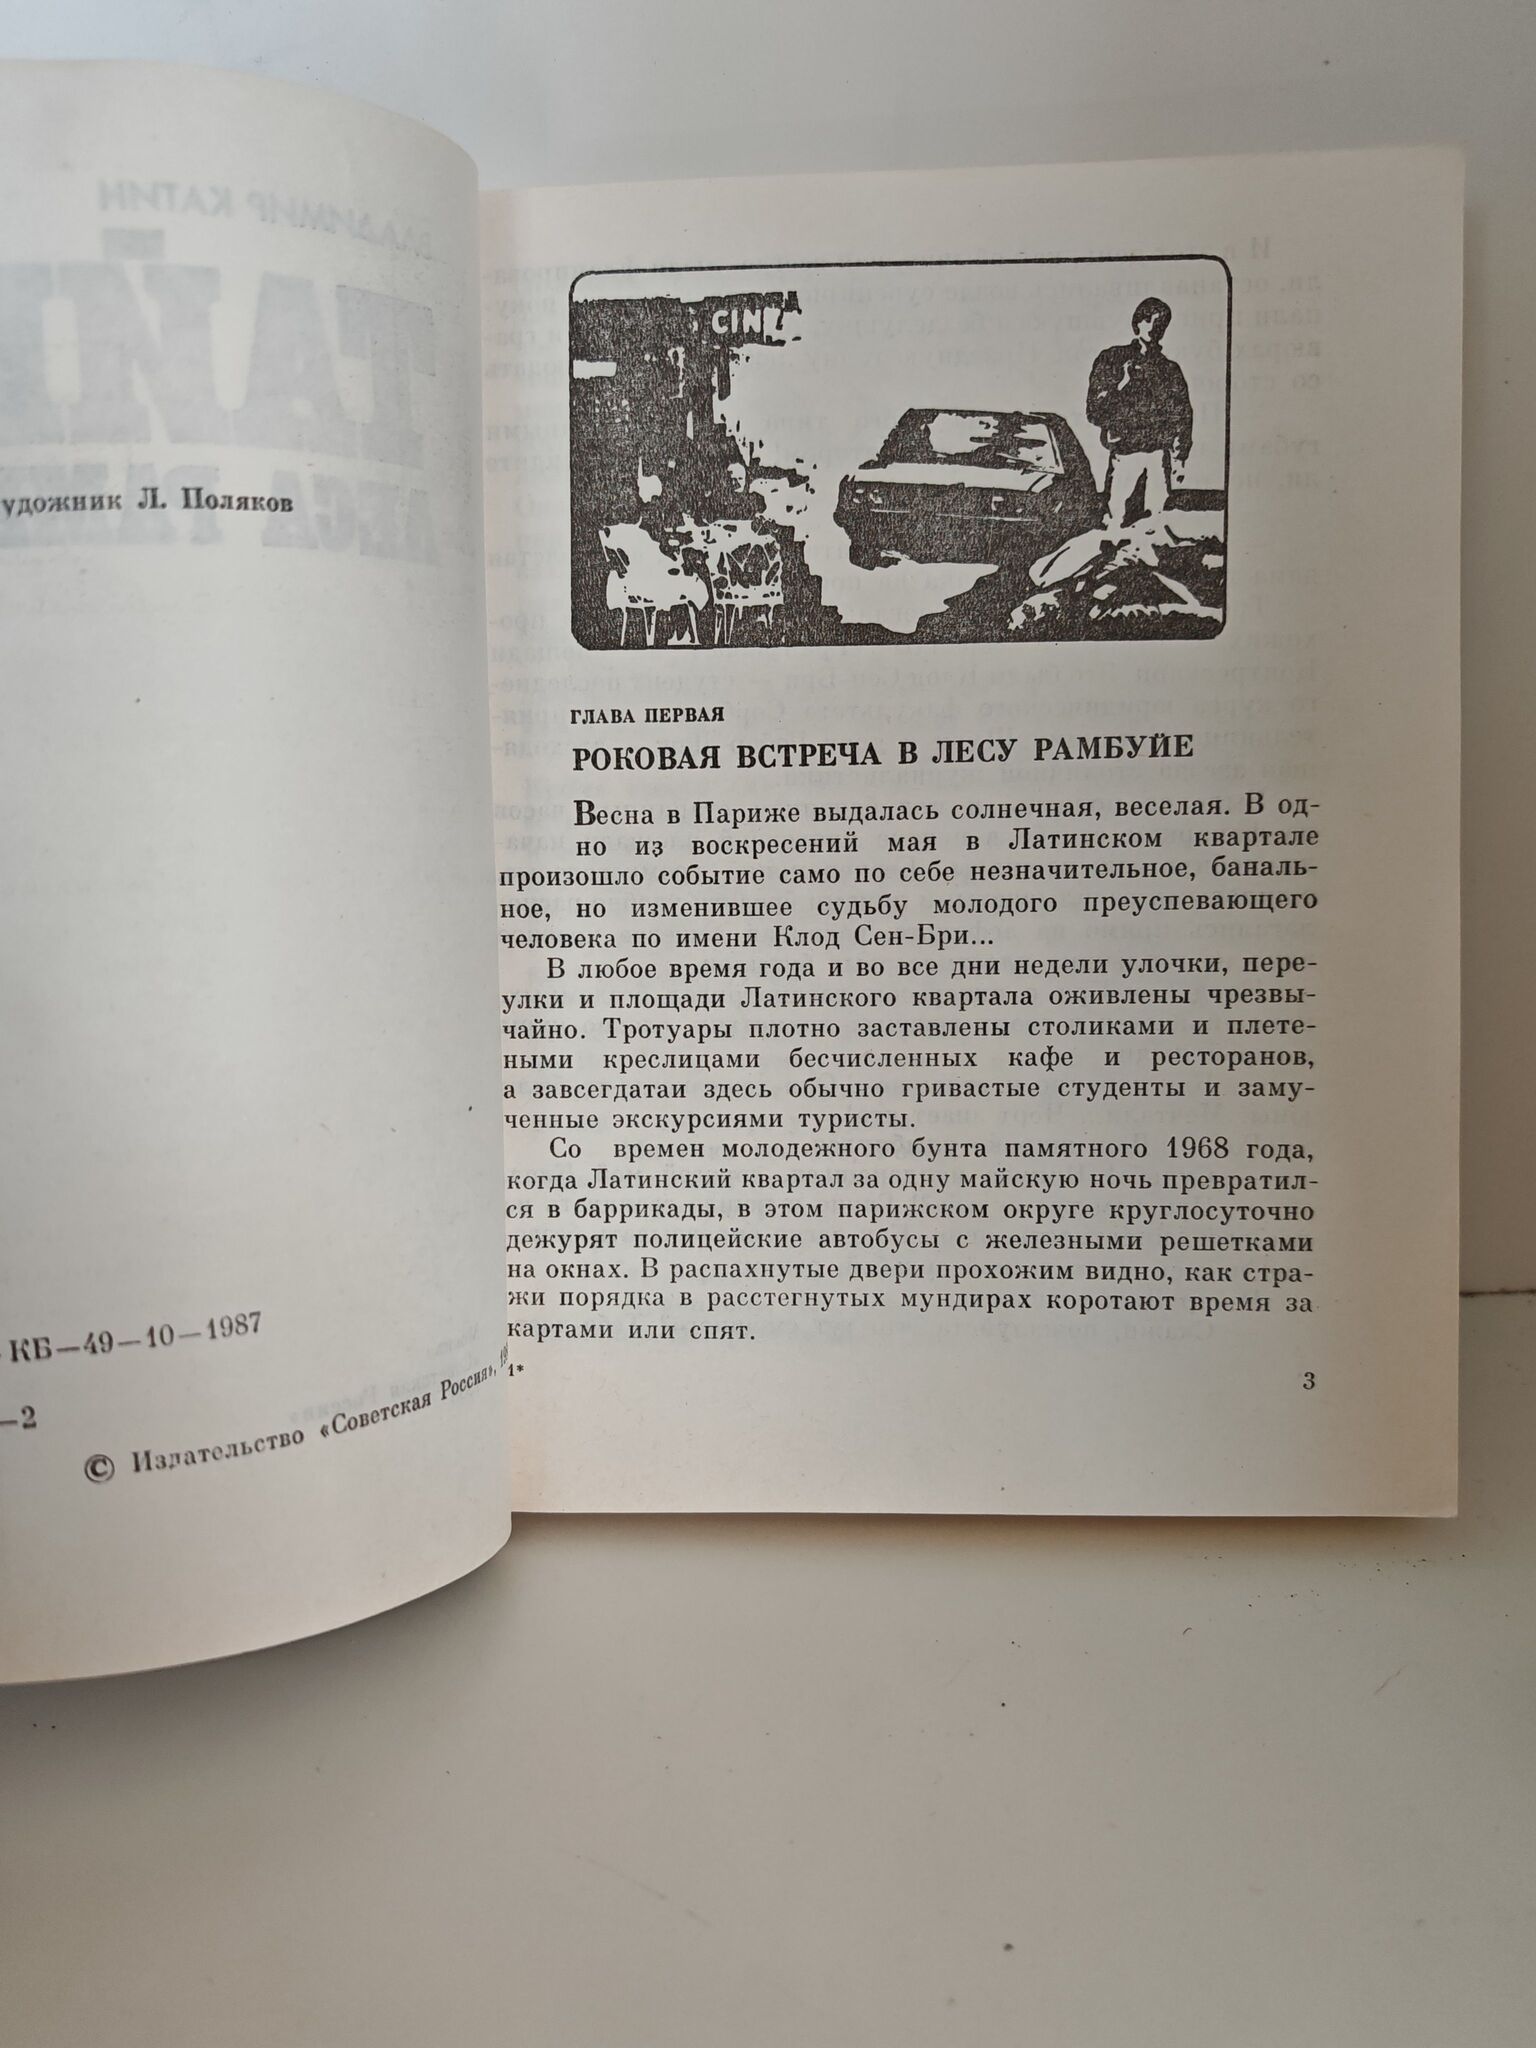 удожник Л. Поляков
КБ—49—10—1987
—2
© Издательство «Советская Россия»,
CINE
ГЛАВА ПЕРВАЯ
РОКОВАЯ ВСТРЕЧА В ЛЕСУ РАМБУЙЕ
Весна в Париже выдалась солнечная, веселая. В од-
но из воскресений мая в Латинском квартале
произошло событие само по себе незначительное, баналь-
ное, но изменившее судьбу молодого преуспевающего
человека по имени Клод Сен-Бри...
В любое время года и во все дни недели улочки, пере-
улки и площади Латинского квартала оживлены чрезвы-
чайно. Тротуары плотно заставлены столиками и плете-
ными креслицами бесчисленных кафе и ресторанов,
а завсегдатаи здесь обычно гривастые студенты и заму-
ченные экскурсиями туристы.
Со времен молодежного бунта памятного 1968 года,
когда Латинский квартал за одну майскую ночь превратил-
ся в баррикады, в этом парижском округе круглосуточно
дежурят полицейские автобусы с железными решетками
на окнах. В распахнутые двери прохожим видно, как стра-
жи порядка в расстегнутых мундирах коротают время за
картами или спят.
1*
3